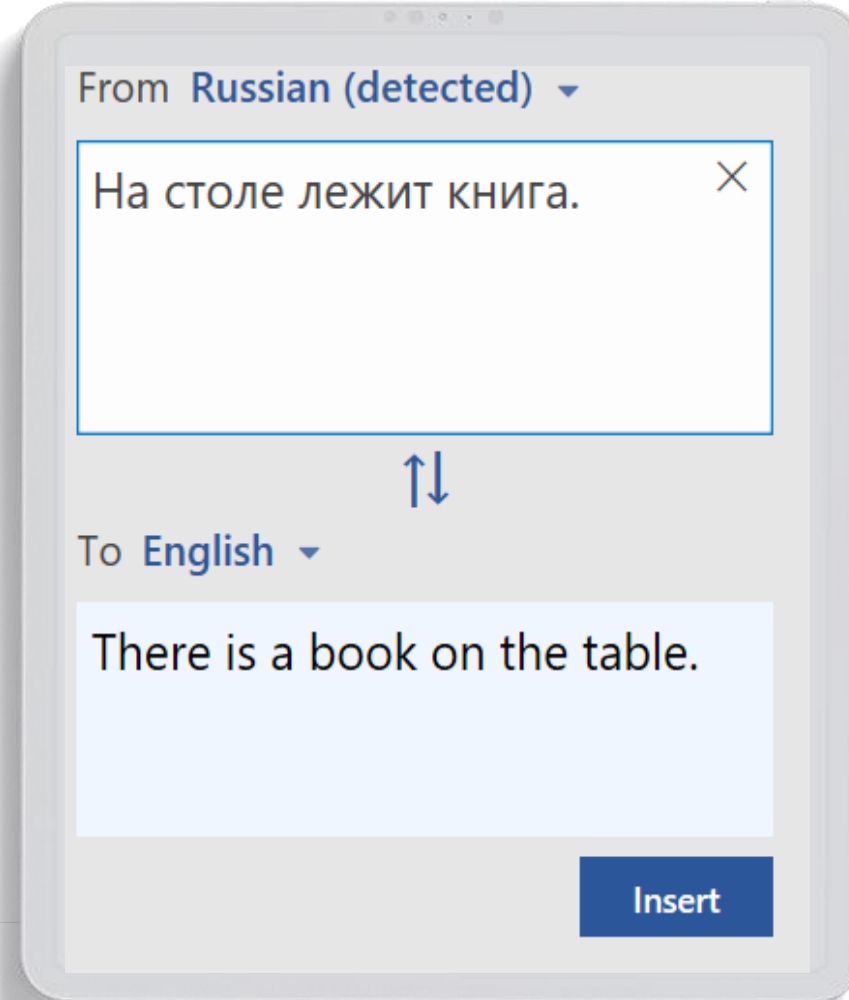 From Russian (detected)
На столе лежит книга.
To English
There is a book on the table.
Insert